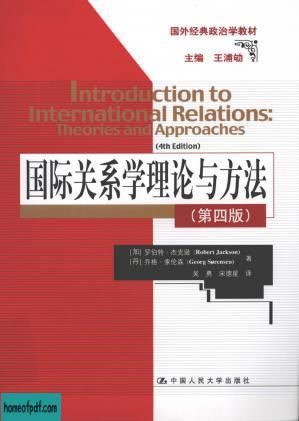 国外经典政治学教材
主编 王浦劬
Introduction to
International Relations:
Theories and Approaches
(4th Edition)
国际关系学理论与方法
（第四版）
[加] 罗伯特·杰克逊 (Robert Jackson)
[丹] 乔格·索伦森 (Georg Sørensen) 著
吴勇 宋德星 译
中国人民大学出版社
homeofpdf.com